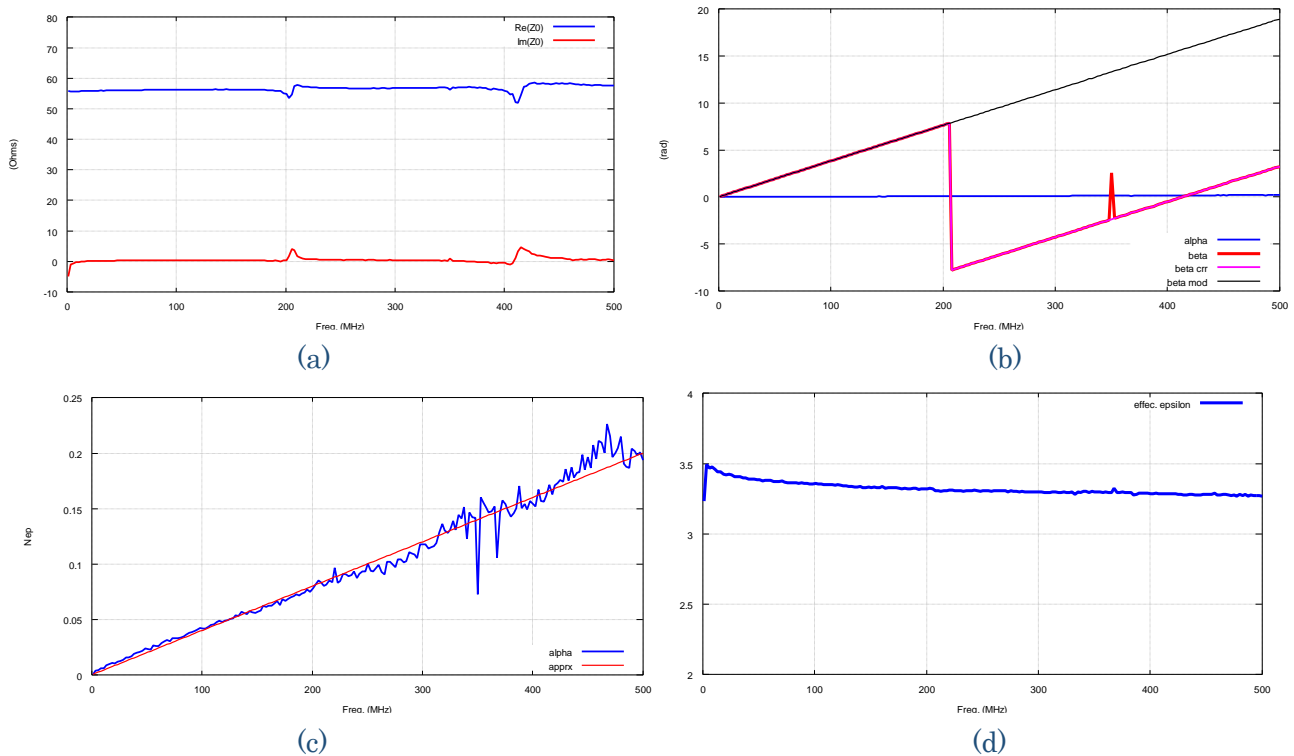 80
70
60
50
40
30
20
10
0
-10
(Ohms)
Re(Z0)
Im(Z0)
0 100 200 300 400 500
Freq. (MHz)
(a)
20
15
10
5
0
-5
-10
(rad)
alpha
beta
beta crr
beta mod
0 100 200 300 400 500
Freq. (MHz)
(b)
0.25
0.2
0.15
0.1
0.05
0
Nep
alpha
apprx
0 100 200 300 400 500
Freq. (MHz)
(c)
4
3.5
3
2.5
2
effec. epsilon
0 100 200 300 400 500
Freq. (MHz)
(d)